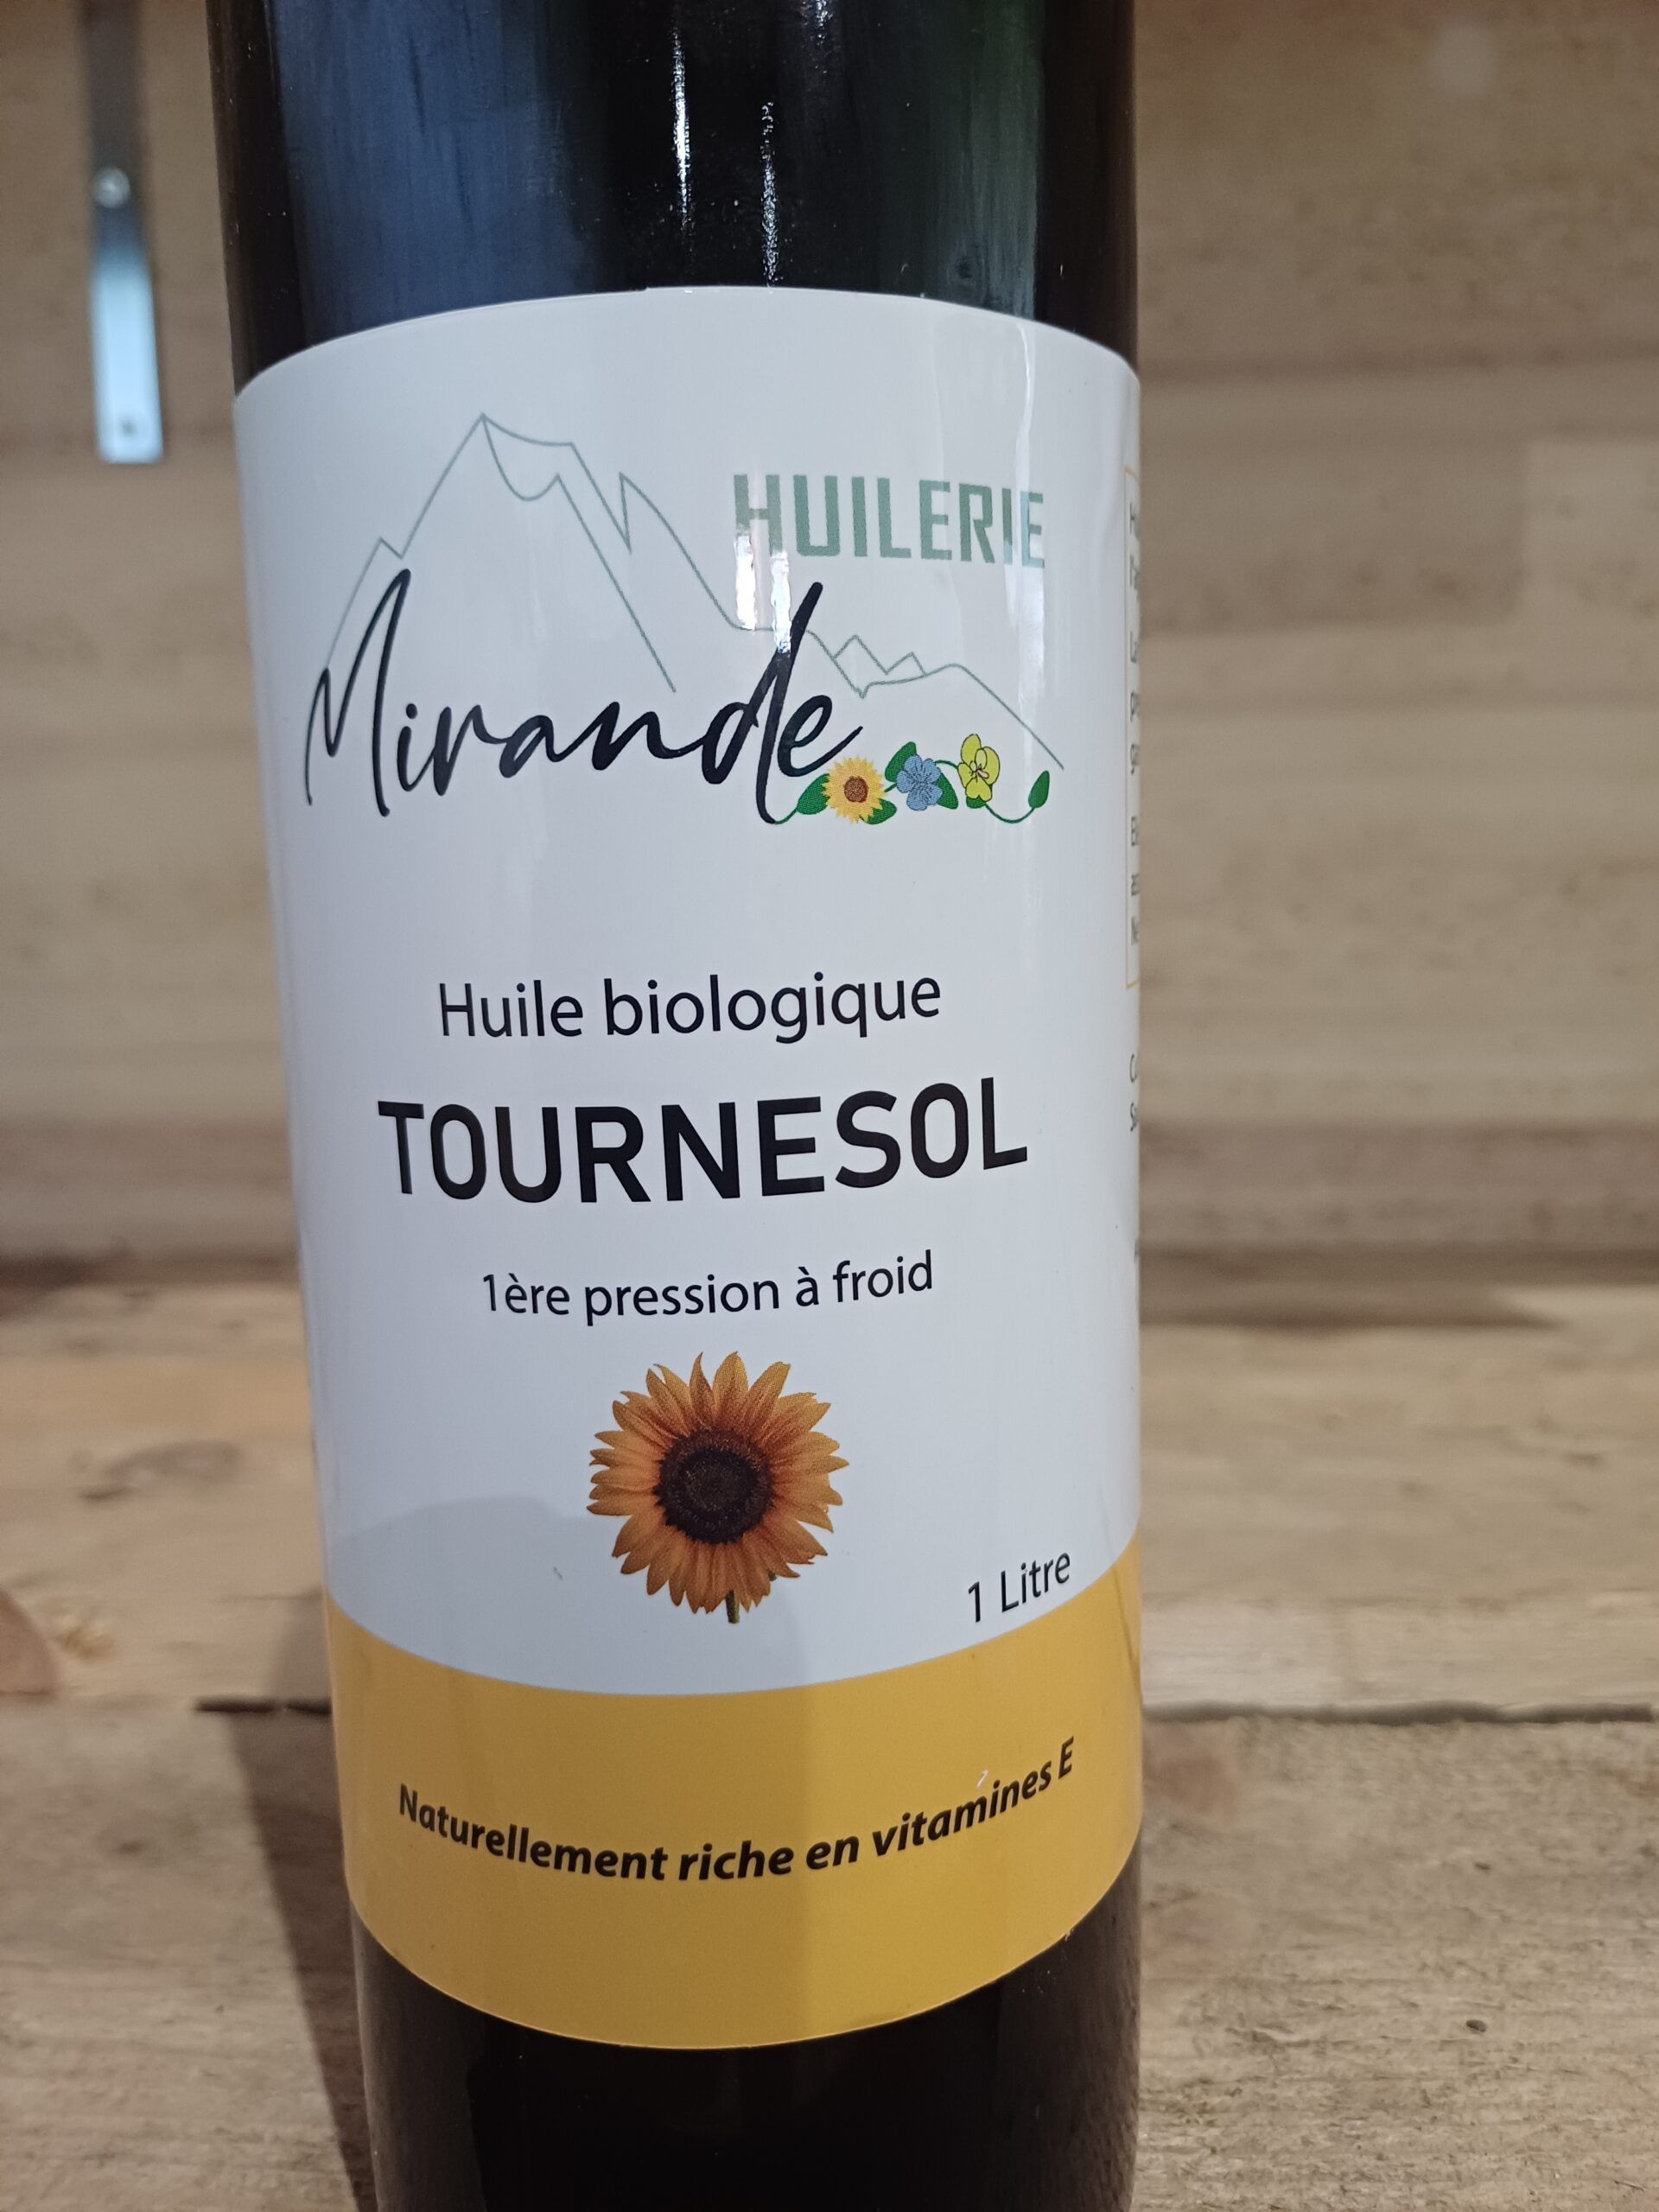 HUILERIE
Mirande
Huile biologique
TOURNESOL
1ère pression à froid
1 Litre
Naturellement riche en vitamines E